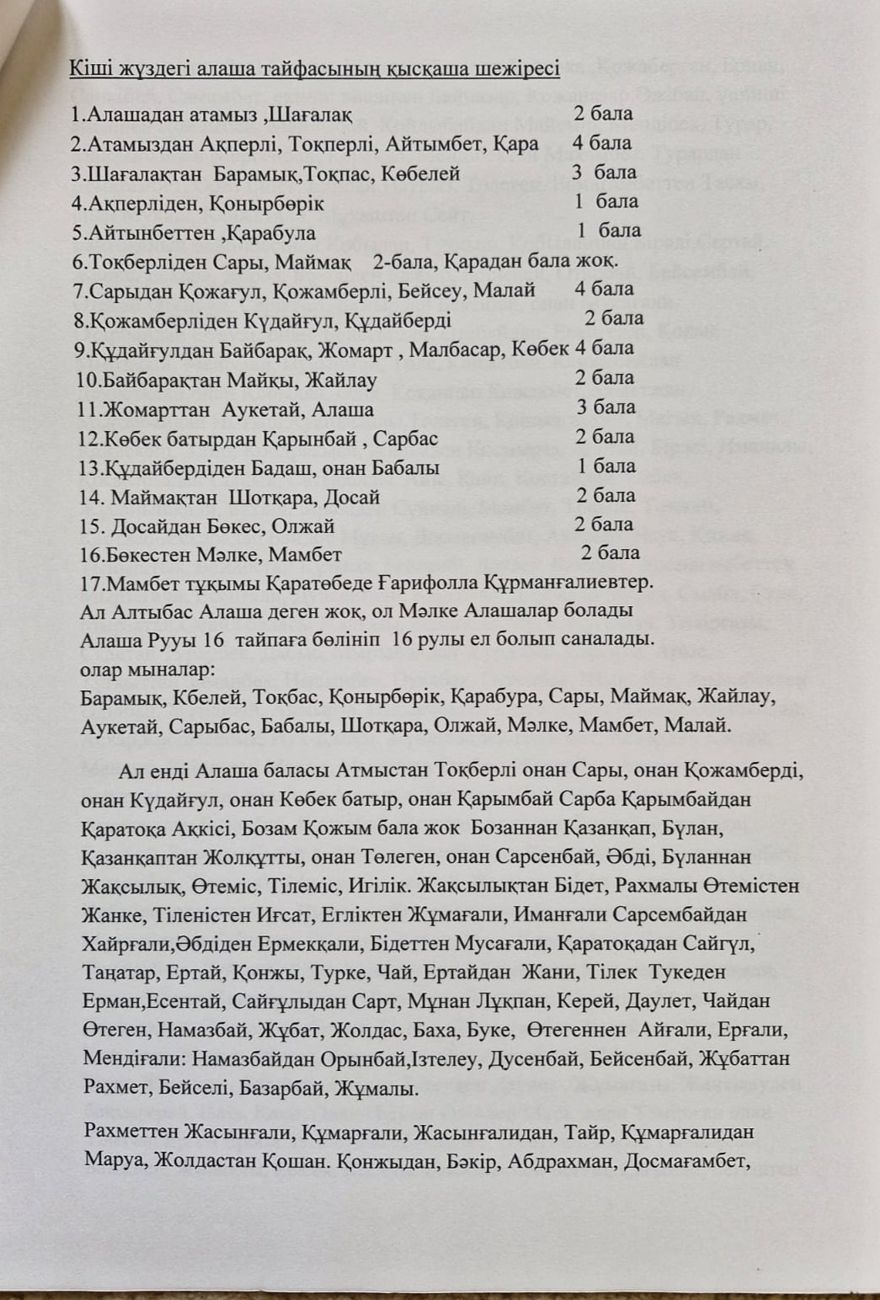 Кіші жүздегі алаша тайфасының қысқаша шежіресі
1.Алашадан атамыз ,Шағалақ 2 бала
2.Атамыздан Ақперлі, Тоқперлі, Айтымбет, Қара 4 бала
3.Шағалақтан Барамық,Тоқпас, Көбелей 3 бала
4.Ақперліден, Қонырбөрік 1 бала
5.Айтынбеттен ,Қарабула 1 бала
6.Тоқберліден Сары, Маймақ 2-бала, Қарадан бала жоқ.
7.Сарыдан Қожағул, Қожамберлі, Бейсеу, Малай 4 бала
8.Қожамберліден Күдайғул, Құдайберді 2 бала
9.Құдайғулдан Байбарақ, Жомарт , Малбасар, Көбек 4 бала
10.Байбарақтан Майқы, Жайлау 2 бала
11.Жомарттан Аукетай, Алаша 3 бала
12.Көбек батырдан Қарынбай , Сарбас 2 бала
13.Құдайбердіден Бадаш, онан Бабалы 1 бала
14. Маймақтан Шотқара, Досай 2 бала
15. Досайдан Бөкес, Олжай 2 бала
16.Бөкестен Мәлке, Мамбет 2 бала
17.Мамбет тұқымы Қаратөбеде Ғарифолла Құрманғалиевтер.
Ал Алтыбас Алаша деген жоқ, ол Мәлке Алашалар болады
Алаша Рууы 16 тайпаға бөлініп 16 рулы ел болып саналады.
олар мыналар:
Барамық, Кбелей, Тоқбас, Қонырбөрік, Қарабура, Сары, Маймақ, Жайлау,
Аукетай, Сарыбас, Бабалы, Шотқара, Олжай, Мәлке, Мамбет, Малай.
Ал енді Алаша баласы Атмыстан Тоқберлі онан Сары, онан Қожамберді,
онан Күдайғул, онан Көбек батыр, онан Қарымбай Сарба Қарымбайдан
Қаратоқа Ақкісі, Бозам Қожым бала жок Бозаннан Қазанқап, Бүлан,
Қазанқаптан Жолқұтты, онан Төлеген, онан Сарсенбай, Әбді, Бүланнан
Жақсылық, Өтеміс, Тілеміс, Игілік. Жақсылықтан Бідет, Рахмалы Өтемістен
Жанке, Тіленістен Иғсат, Егліктен Жұмағали, Иманғали Сарсембайдан
Хайрғали,Әбдіден Ермекқали, Бідеттен Мусағали, Қаратоқадан Сайгүл,
Таңатар, Ертай, Қонжы, Турке, Чай, Ертайдан Жани, Тілек Тукеден
Ерман,Есентай, Сайғұлыдан Сарт, Мұнан Лұқпан, Керей, Даулет, Чайдан
Өтеген, Намазбай, Жұбат, Жолдас, Баха, Буке, Өтегеннен Айғали, Ерғали,
Мендіғали: Намазбайдан Орынбай,Ізтелеу, Дусенбай, Бейсенбай, Жұбаттан
Рахмет, Бейселі, Базарбай, Жұмалы.
Рахметтен Жасынғали, Құмарғали, Жасынғалидан, Тайр, Құмарғалидан
Маруа, Жолдастан Қошан. Қонжыдан, Бәкір, Абдрахман, Досмағамбет,